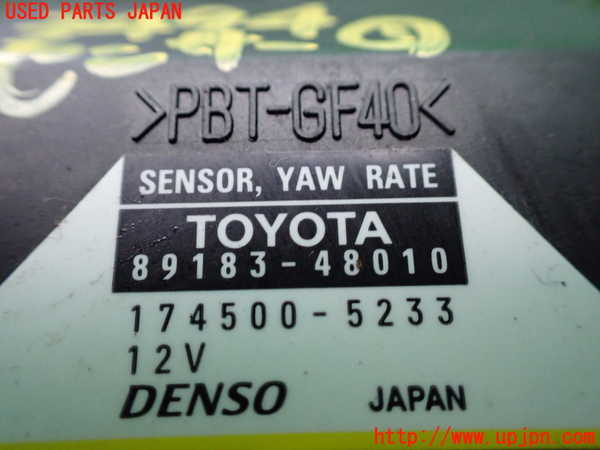 USED PARTS JAPAN
>PBT-GF40<
SENSOR, YAW RATE
TOYOTA
89183-48010
174500-5233
12V
DENSO JAPAN
http://www.upjpn.com